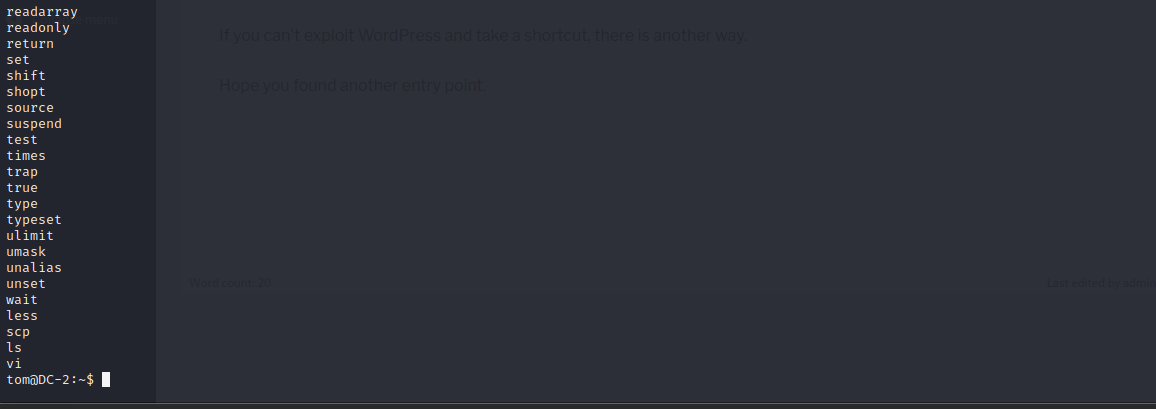 readarray
readonly
return
set
shift
shopt
source
suspend
test
times
trap
true
type
typeset
ulimit
umask
unalias
unset
wait
less
scp
ls
vi
tom@DC-2:~$
If you can't exploit WordPress and take a shortcut, there is another way.
Hope you found another entry point.
Word count: 20
Last edited by admin